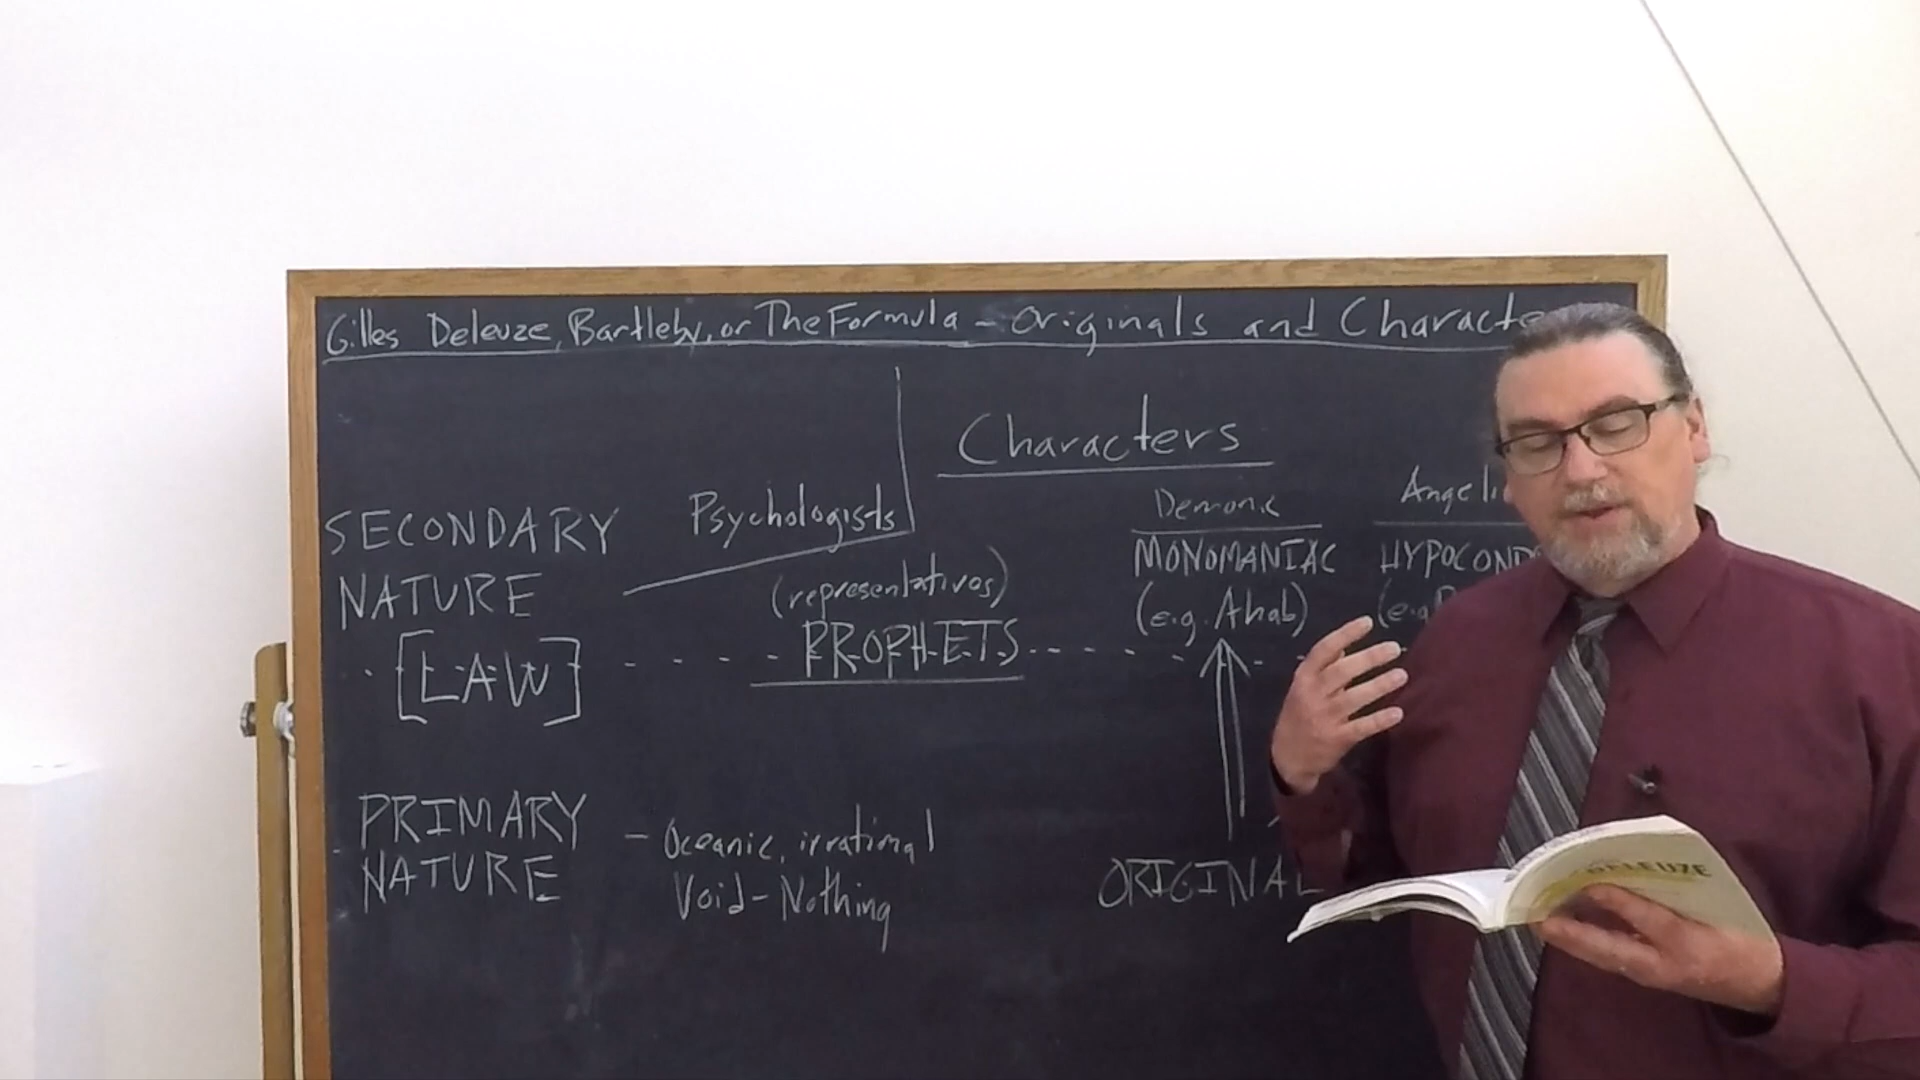 Gilles Deleuze, Bartleby, or The Formula - Originals and Characte
Characters
Psychologists
Demonic
Angeli
SECONDARY
NATURE
[LAW]
(representatives)
PROPHETS
MONOMANIAC
(e.g. Ahab)
HYPOCOND
(e.g
PRIMARY
NATURE
- Oceanic, irrational
Void - Nothing
ORIGINAL
DELEUZE